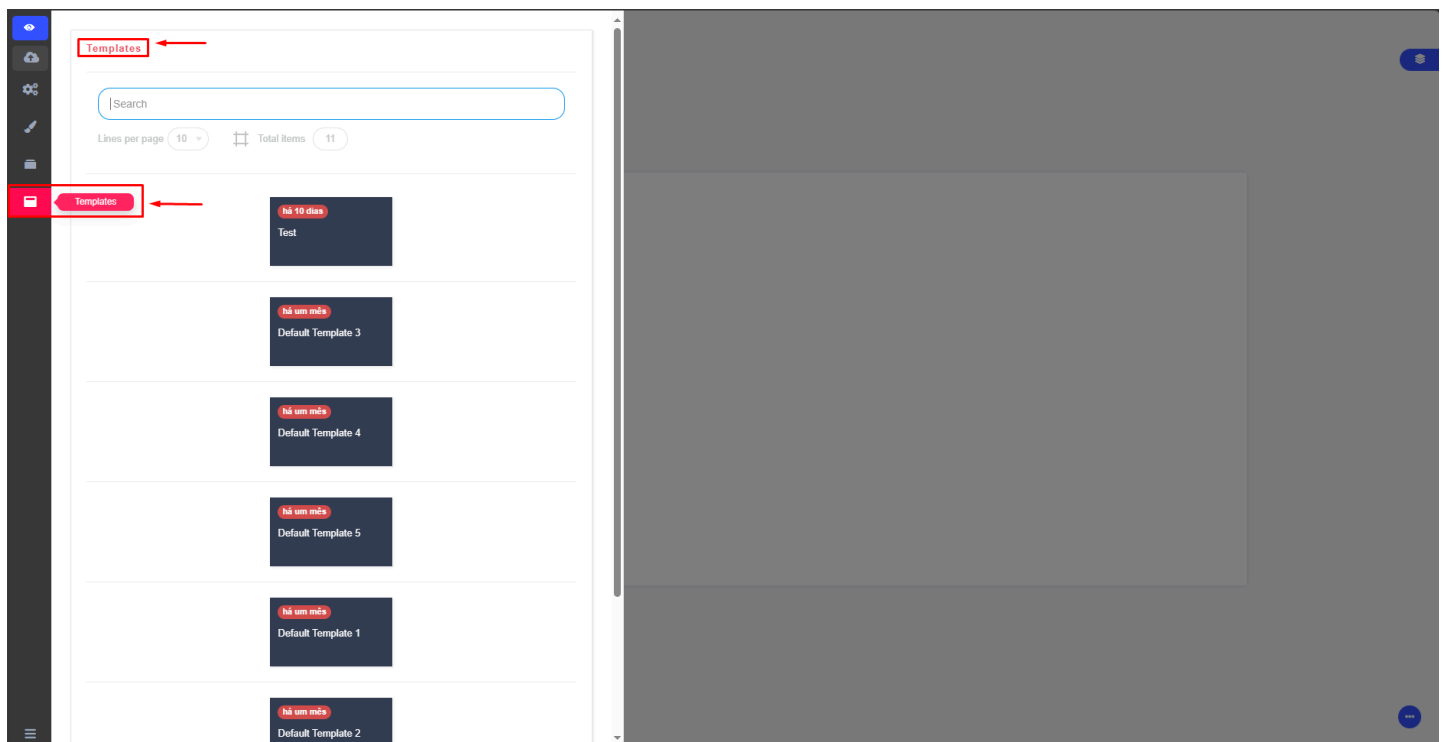 Templates
Search
Lines per page 10 Total items 11
Templates
há 10 dias
Test
há um mês
Default Template 3
há um mês
Default Template 4
há um mês
Default Template 5
há um mês
Default Template 1
há um mês
Default Template 2